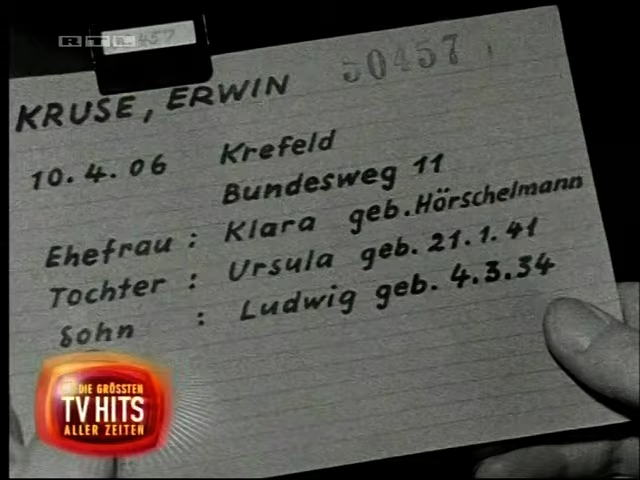 RTL 457
50457
KRUSE, ERWIN
10.4.06 Krefeld
Bundesweg 11
Ehefrau : Klara geb. Hörschelmann
Tochter : Ursula geb. 21.1.41
Sohn : Ludwig geb. 4.3.34
DIE GRÖSSTEN
TV HITS
ALLER ZEITEN